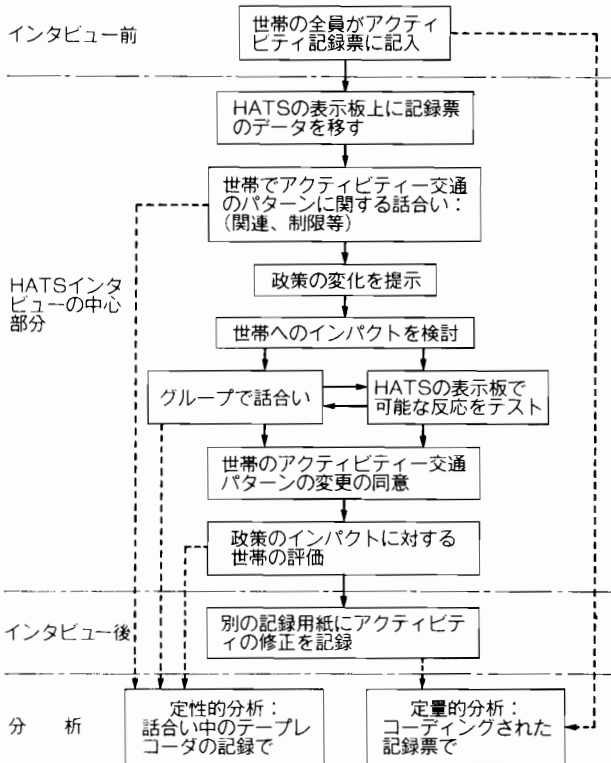 インタビュー前
世帯の全員がアクティ
ビティ記録票に記入
HATSの表示板上に記録票
のデータを移す
世帯でアクティビティー交通
のパターンに関する話合い：
（関連、制限等）
政策の変化を提示
HATSインタ
ビューの中心
部分
世帯へのインパクトを検討
グループで話合い
HATSの表示板で
可能な反応をテスト
世帯のアクティビティー交通
パターンの変更の同意
政策のインパクトに対する
世帯の評価
インタビュー後
別の記録用紙にアクティビテ
ィの修正を記録
分　析
定性的分析：
話合い中のテープレ
コーダの記録で
定量的分析：
コーディングされた
記録票で